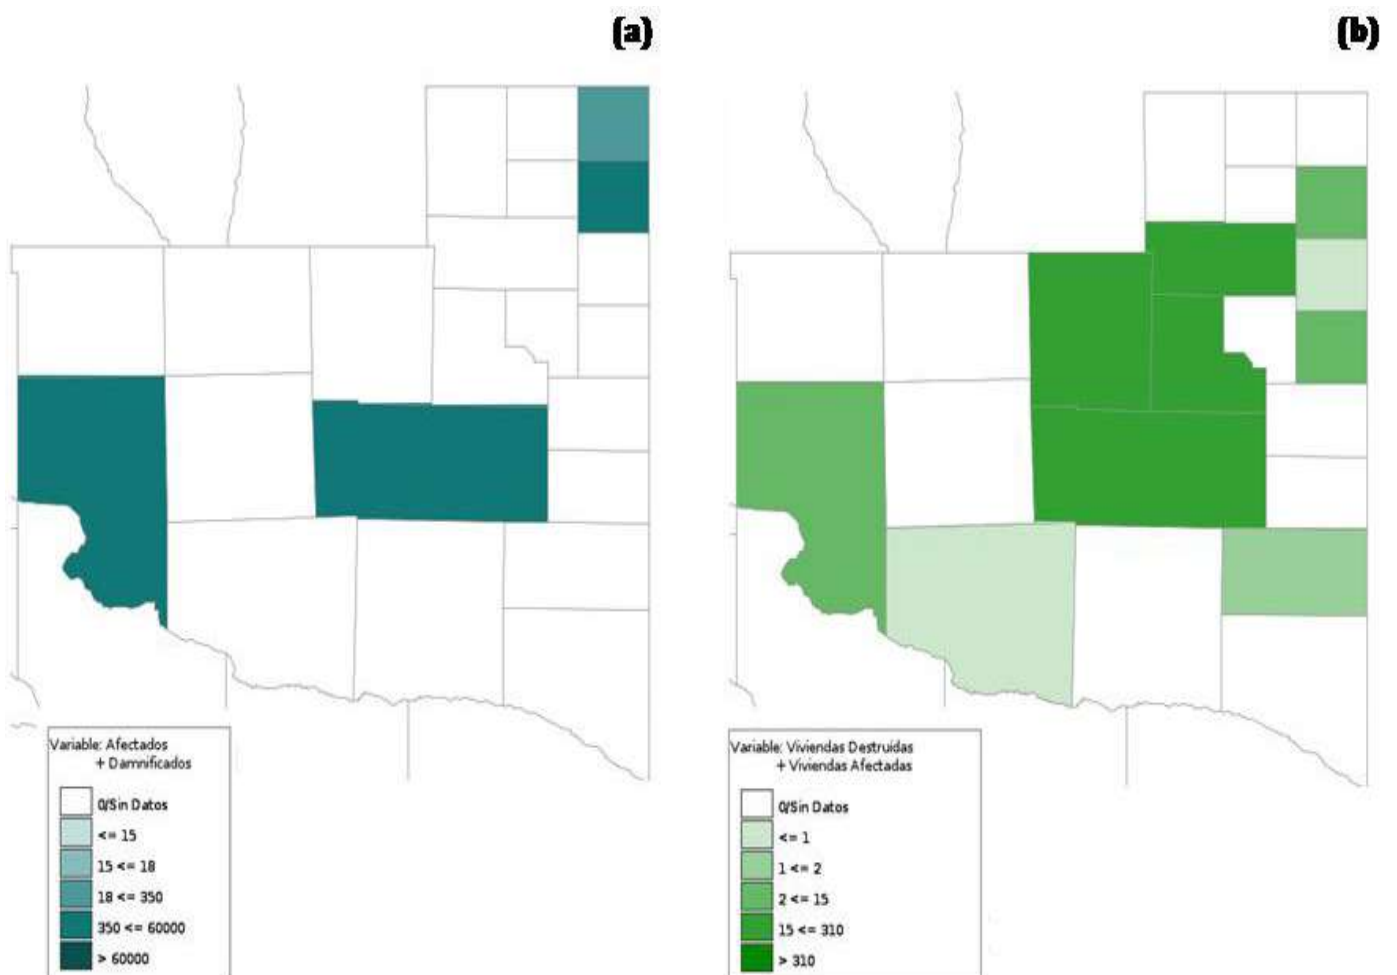 (a)
(b)
Variable: Afectados
+ Damnificados
0/Sin Datos
<= 15
15 <= 18
18 <= 350
350 <= 60000
> 60000
Variable: Viviendas Destruídas
+ Viviendas Afectadas
0/Sin Datos
<= 1
1 <= 2
2 <= 15
15 <= 310
> 310